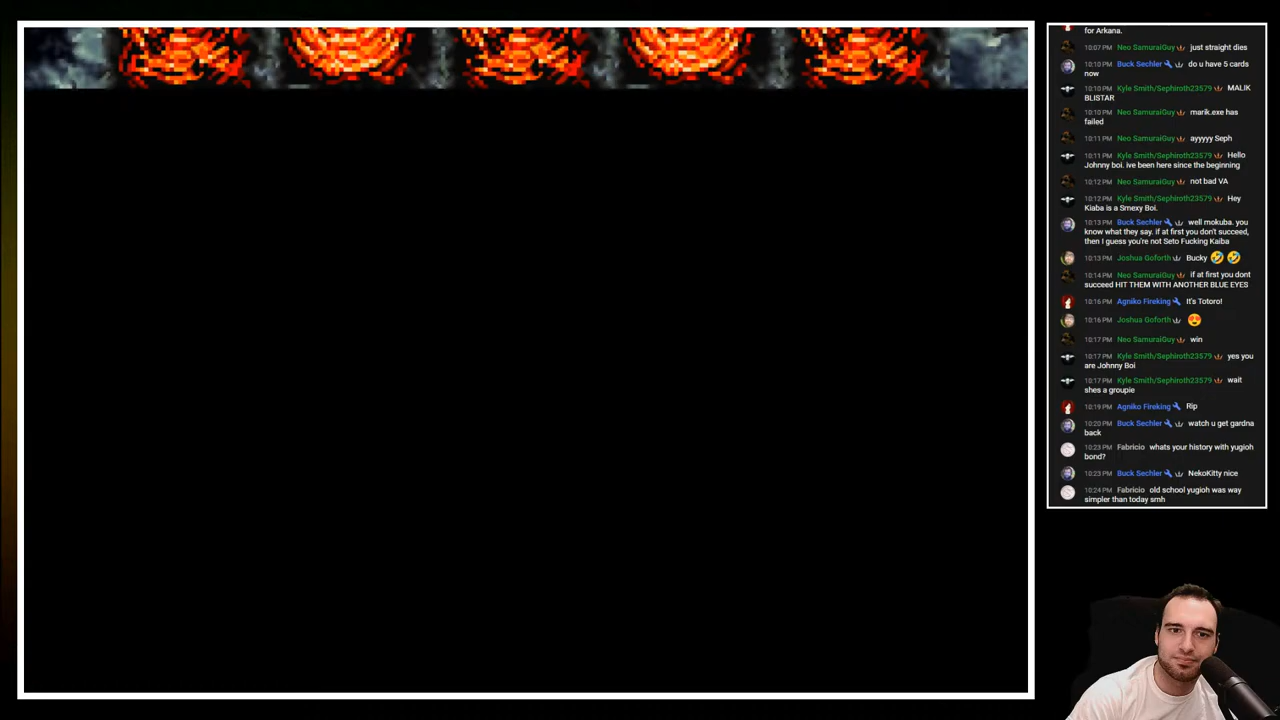 for Arkana.
10:07 PM Neo SamuraiGuy just straight dies
10:10 PM Buck Sechler do u have 5 cards
now
10:10 PM Kyle Smith/Sephiroth23579 MALIK
BLISTAR
10:10 PM Neo SamuraiGuy marik.exe has
failed
10:11 PM Neo SamuraiGuy ayyyyy Seph
10:11 PM Kyle Smith/Sephiroth23579 Hello
Johnny boi. ive been here since the beginning
10:12 PM Neo SamuraiGuy not bad VA
10:12 PM Kyle Smith/Sephiroth23579 Hey
Kiaba is a Smexy Boi.
10:13 PM Buck Sechler well mokuba. you
know what they say. if at first you don't succeed,
then I guess you're not Seto Fucking Kaiba
10:13 PM Joshua Goforth Bucky 🤣 🤣
10:14 PM Neo SamuraiGuy if at first you dont
succeed HIT THEM WITH ANOTHER BLUE EYES
10:16 PM Agniko Fireking It's Totoro!
10:16 PM Joshua Goforth 😍
10:17 PM Neo SamuraiGuy win
10:17 PM Kyle Smith/Sephiroth23579 yes you
are Johnny Boi
10:17 PM Kyle Smith/Sephiroth23579 wait
shes a groupie
10:19 PM Agniko Fireking Rip
10:20 PM Buck Sechler watch u get gardna
back
10:23 PM Fabricio whats your history with yugioh
bond?
10:23 PM Buck Sechler NekoKitty nice
10:24 PM Fabricio old school yugioh was way
simpler than today smh